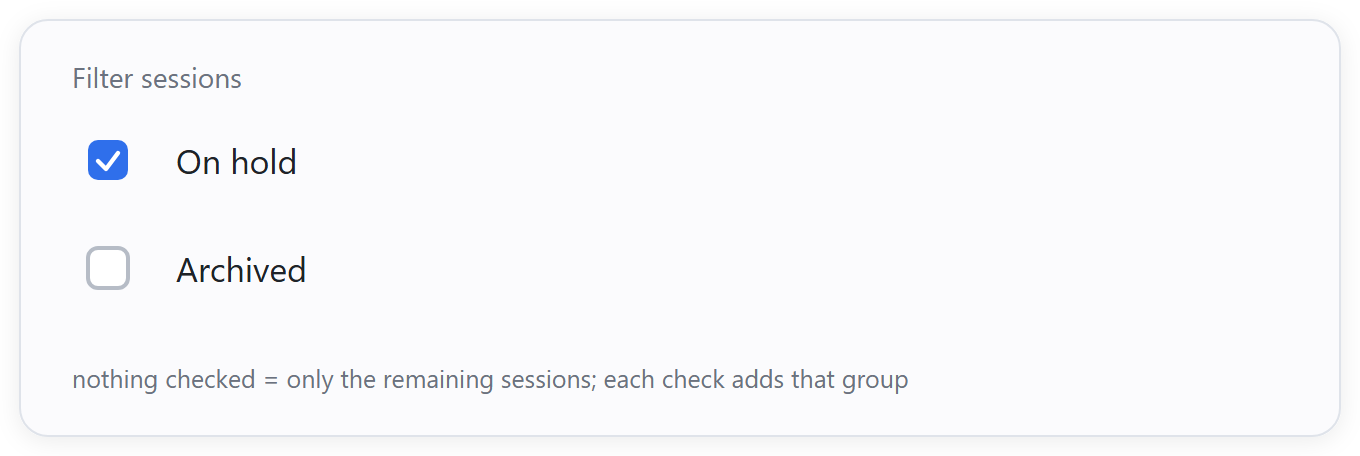 Filter sessions
On hold
Archived
nothing checked = only the remaining sessions; each check adds that group